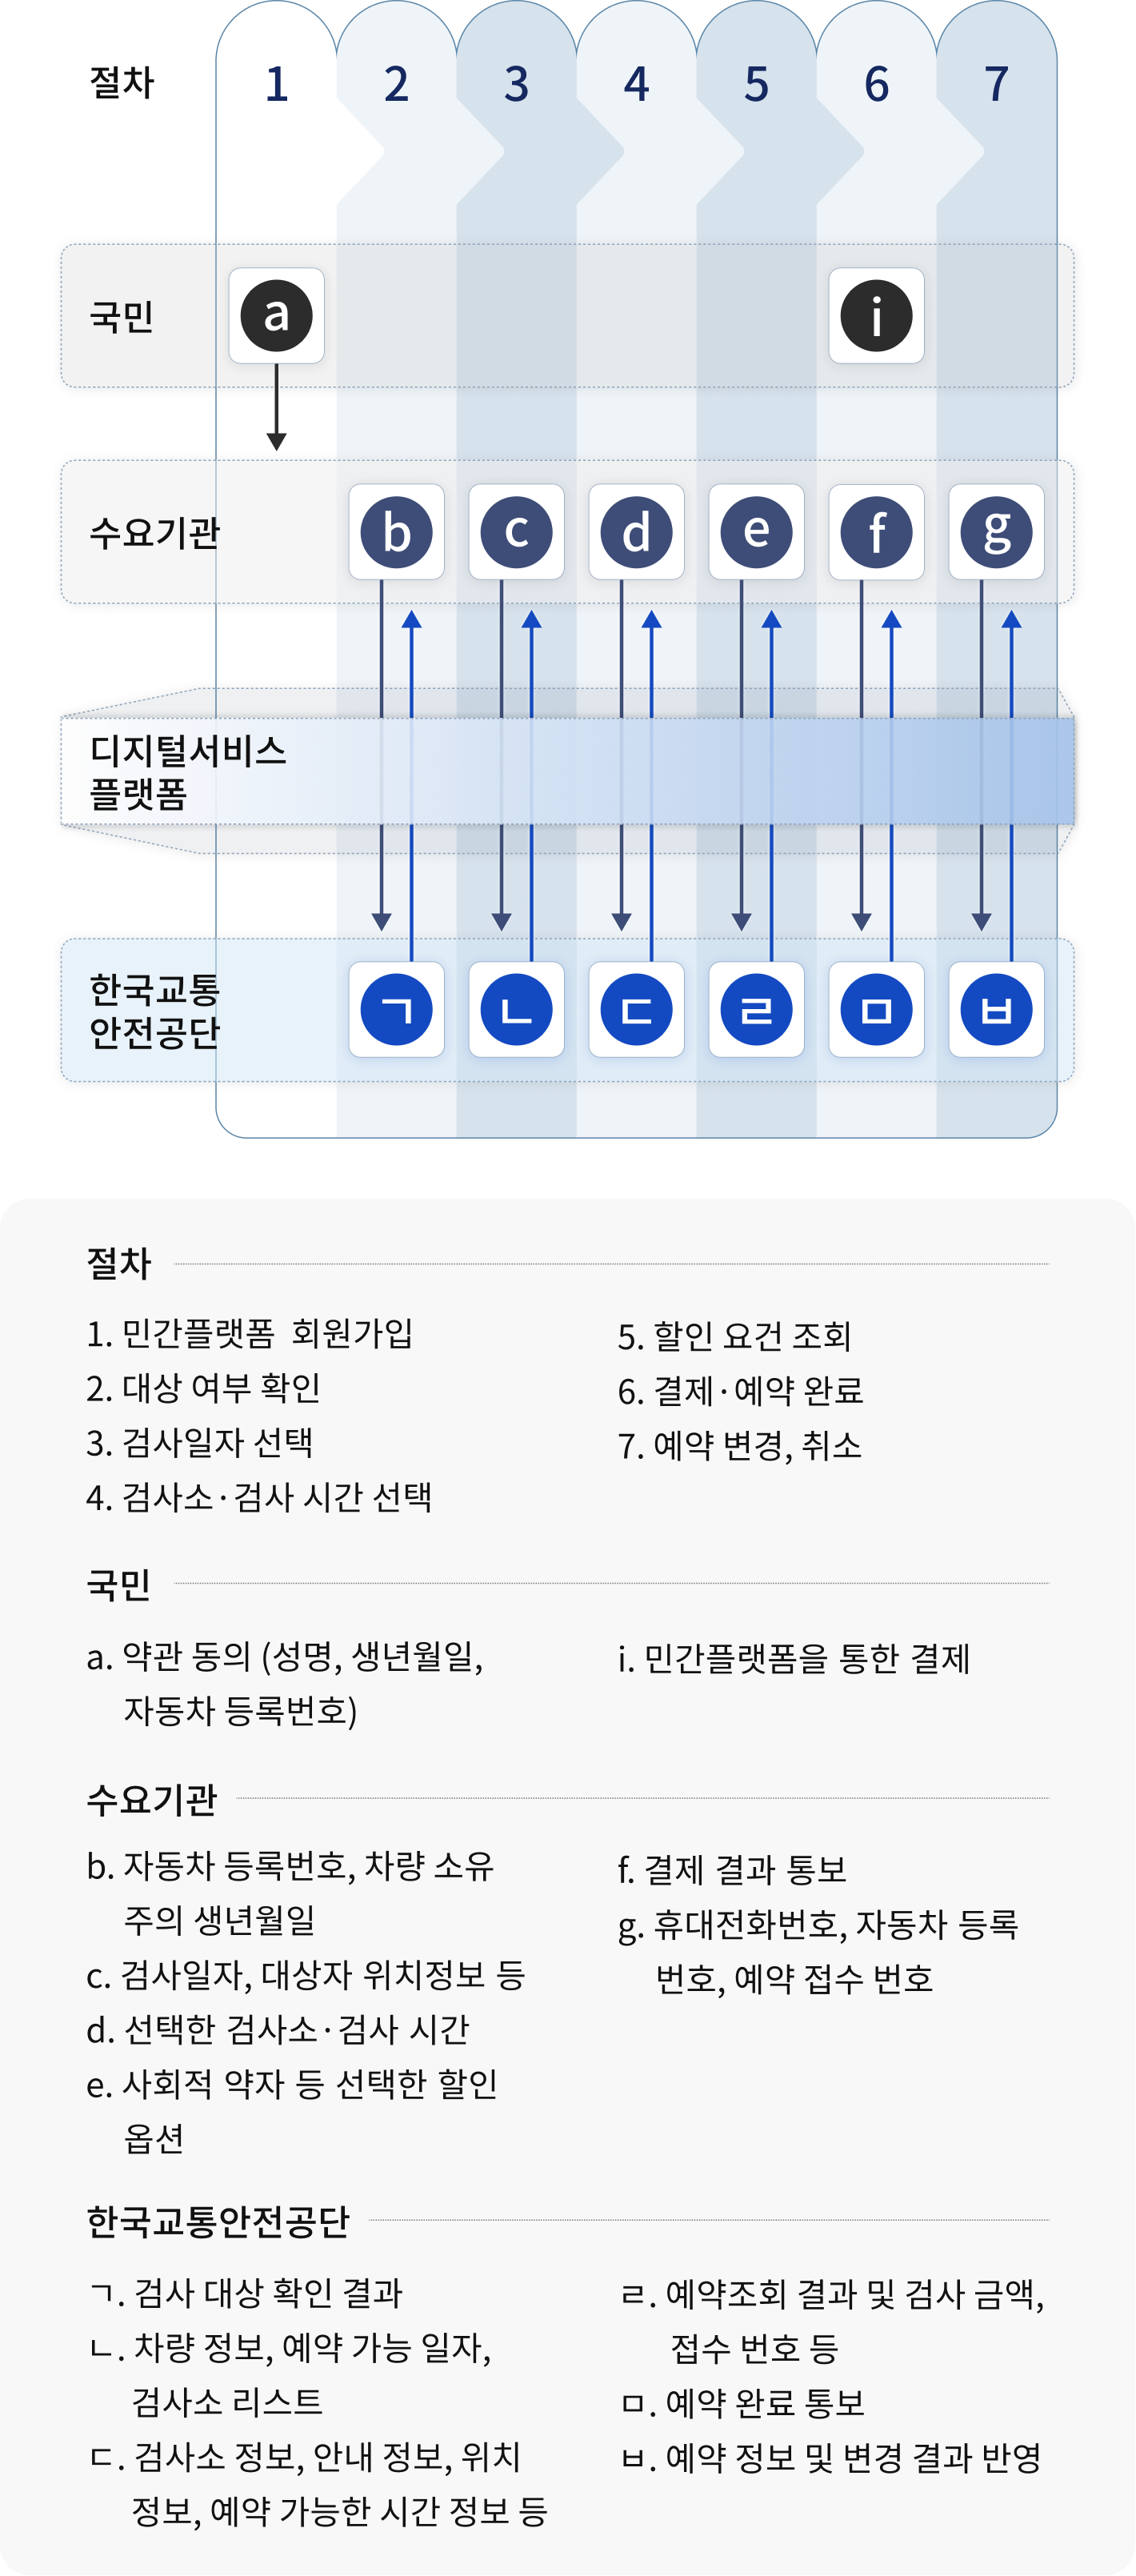 절차 1 2 3 4 5 6 7
국민 a i
수요기관 b c d e f g
디지털서비스
플랫폼
한국교통
안전공단
ㄱ ㄴ ㄷ ㄹ ㅁ ㅂ
절차
1. 민간플랫폼 회원가입
2. 대상 여부 확인
3. 검사일자 선택
4. 검사소·검사 시간 선택
5. 할인 요건 조회
6. 결제·예약 완료
7. 예약 변경, 취소
국민
a. 약관 동의 (성명, 생년월일,
자동차 등록번호)
i. 민간플랫폼을 통한 결제
수요기관
b. 자동차 등록번호, 차량 소유
주의 생년월일
c. 검사일자, 대상자 위치정보 등
d. 선택한 검사소·검사 시간
e. 사회적 약자 등 선택한 할인
옵션
f. 결제 결과 통보
g. 휴대전화번호, 자동차 등록
번호, 예약 접수 번호
한국교통안전공단
ㄱ. 검사 대상 확인 결과
ㄴ. 차량 정보, 예약 가능 일자,
검사소 리스트
ㄷ. 검사소 정보, 안내 정보, 위치
정보, 예약 가능한 시간 정보 등
ㄹ. 예약조회 결과 및 검사 금액,
접수 번호 등
ㅁ. 예약 완료 통보
ㅂ. 예약 정보 및 변경 결과 반영